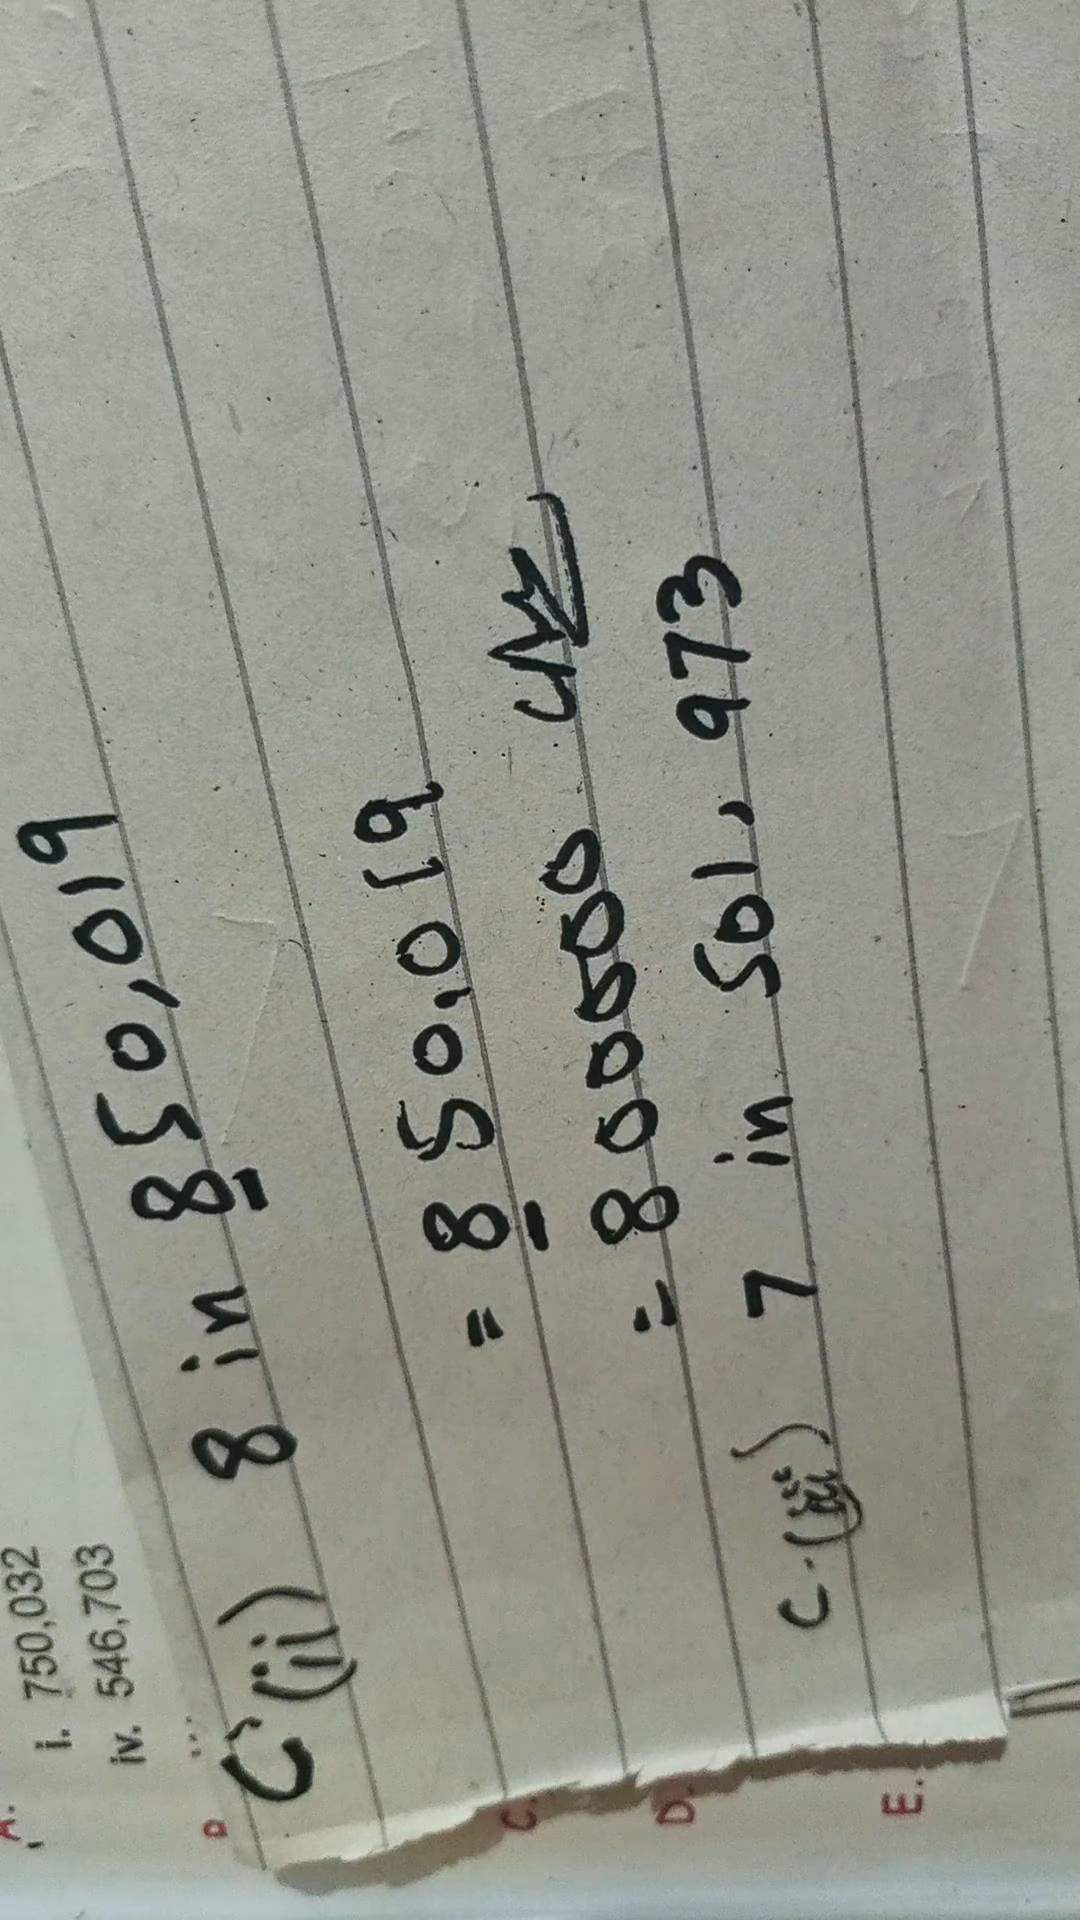 A.
i. 750,032
iv. 546,703
C (ii) 8 in 850,019
= 850,019
= 800000
C. (iii) 7 in 501,973
C.
D.
E.